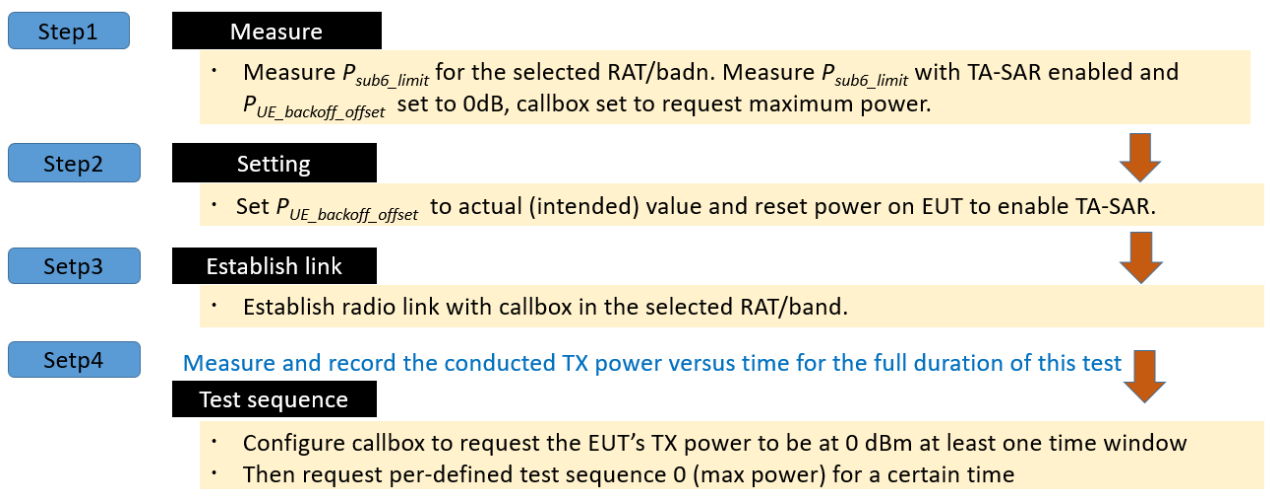 Step1
Measure
· Measure Psub6_limit for the selected RAT/badn. Measure Psub6_limit with TA-SAR enabled and
PUE_backoff_offset set to 0dB, callbox set to request maximum power.
Step2
Setting
· Set PUE_backoff_offset to actual (intended) value and reset power on EUT to enable TA-SAR.
Setp3
Establish link
· Establish radio link with callbox in the selected RAT/band.
Setp4
Measure and record the conducted TX power versus time for the full duration of this test
Test sequence
· Configure callbox to request the EUT’s TX power to be at 0 dBm at least one time window
· Then request per-defined test sequence 0 (max power) for a certain time